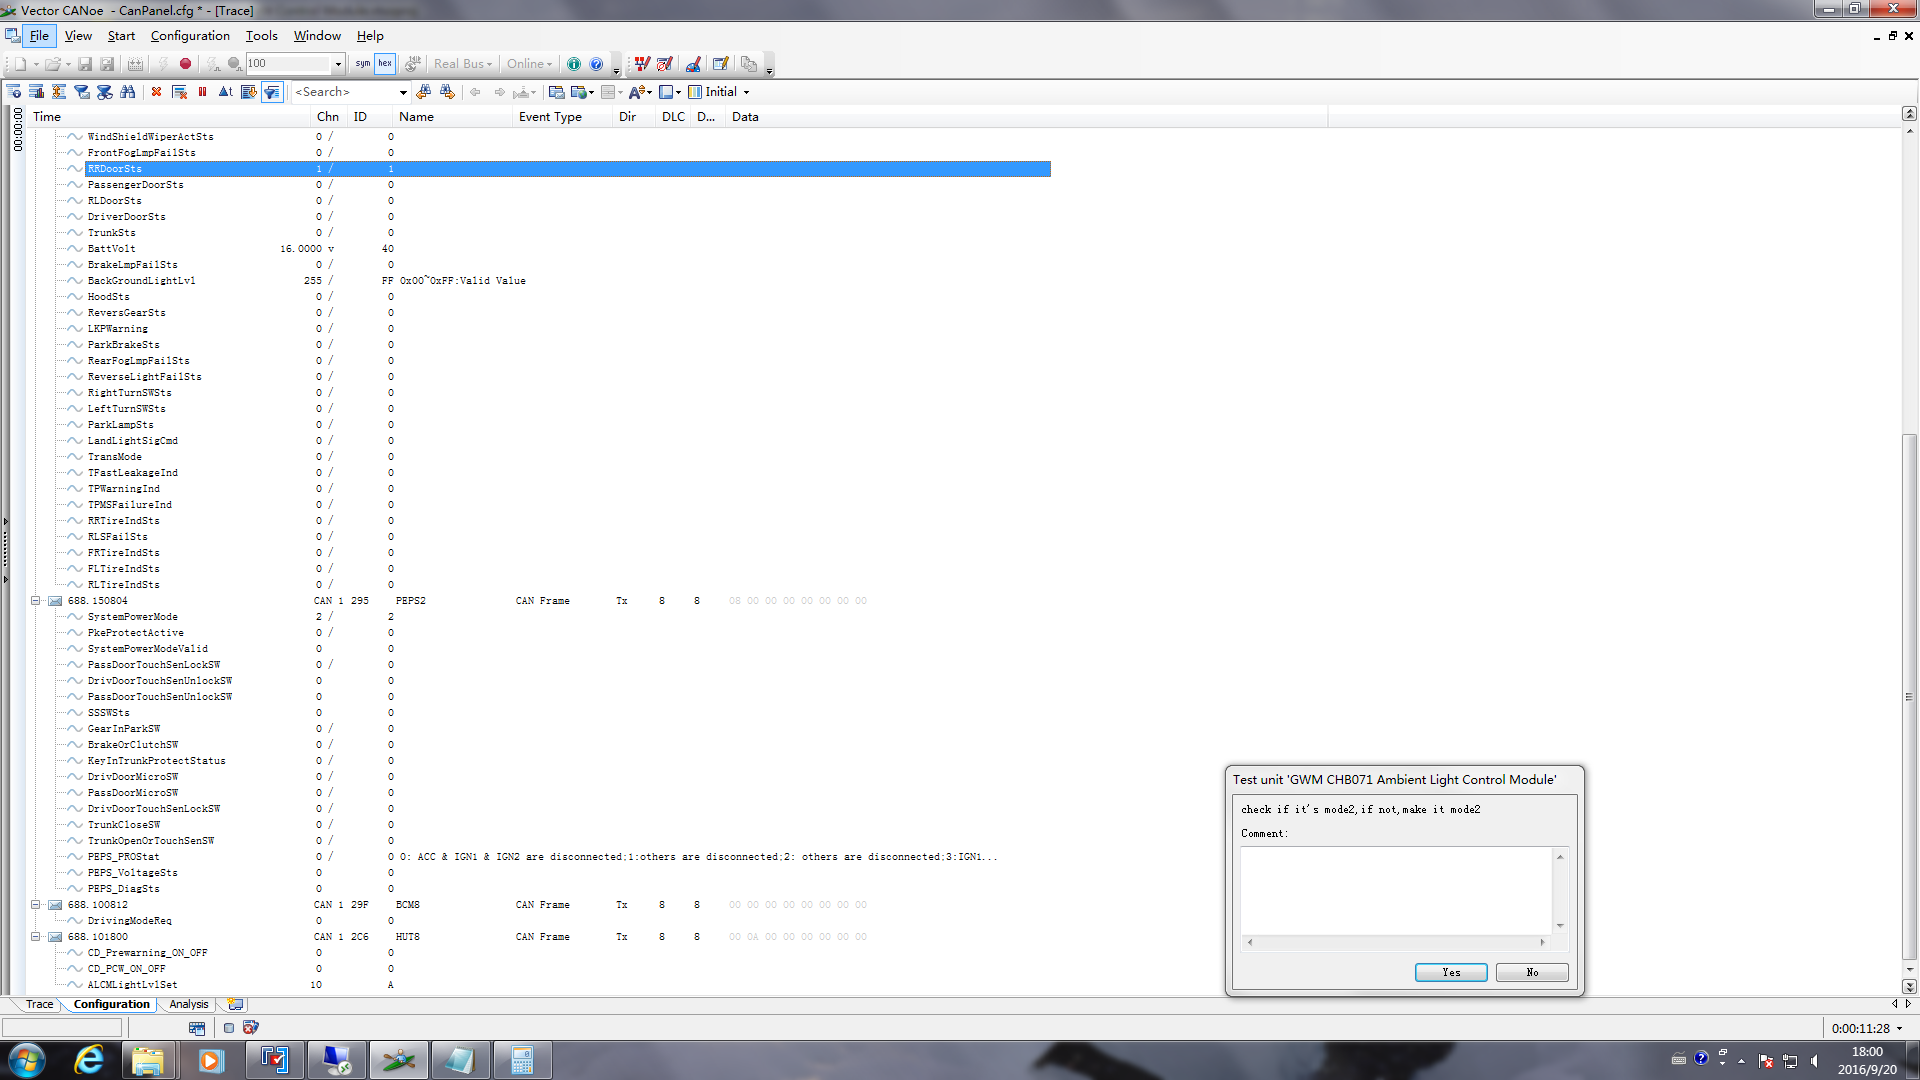 Vector CANoe - CanPanel.cfg * - [Trace]
File View Start Configuration Tools Window Help
100 sym hex Real Bus Online
<Search> Initial
00:00:00
Time Chn ID Name Event Type Dir DLC D... Data
WindShieldWiperActSts 0 / 0
FrontFogLmpFailSts 0 / 0
RRDoorSts 1 / 1
PassengerDoorSts 0 / 0
RLDoorSts 0 / 0
DriverDoorSts 0 / 0
TrunkSts 0 / 0
BattVolt 16.0000 v 40
BrakeLmpFailSts 0 / 0
BackGroundLightLvl 255 / FF 0x00~0xFF:Valid Value
HoodSts 0 / 0
ReversGearSts 0 / 0
LKPWarning 0 / 0
ParkBrakeSts 0 / 0
RearFogLmpFailSts 0 / 0
ReverseLightFailSts 0 / 0
RightTurnSWSts 0 / 0
LeftTurnSWSts 0 / 0
ParkLampSts 0 / 0
LandLightSigCmd 0 / 0
TransMode 0 / 0
TFastLeakageInd 0 / 0
TPWarningInd 0 / 0
TPMSFailureInd 0 / 0
RRTireIndSts 0 / 0
RLSFailSts 0 / 0
FRTireIndSts 0 / 0
FLTireIndSts 0 / 0
RLTireIndSts 0 / 0
688.150804 CAN 1 295 PEPS2 CAN Frame Tx 8 8 08 00 00 00 00 00 00 00
SystemPowerMode 2 / 2
PkeProtectActive 0 / 0
SystemPowerModeValid 0 0
PassDoorTouchSenLockSW 0 / 0
DrivDoorTouchSenUnlockSW 0 0
PassDoorTouchSenUnlockSW 0 0
SSSWSts 0 0
GearInParkSW 0 / 0
BrakeOrClutchSW 0 / 0
KeyInTrunkProtectStatus 0 / 0
DrivDoorMicroSW 0 / 0
PassDoorMicroSW 0 / 0
DrivDoorTouchSenLockSW 0 / 0
TrunkCloseSW 0 / 0
TrunkOpenOrTouchSenSW 0 / 0
PEPS_PROStat 0 / 0 0: ACC & IGN1 & IGN2 are disconnected;1:others are disconnected;2: others are disconnected;3:IGN1...
PEPS_VoltageSts 0 0
PEPS_DiagSts 0 0
688.100812 CAN 1 29F BCM8 CAN Frame Tx 8 8 00 00 00 00 00 00 00 00
DrivingModeReq 0 0
688.101800 CAN 1 2C6 HUT8 CAN Frame Tx 8 8 00 0A 00 00 00 00 00 00
CD_Prewarning_ON_OFF 0 0
CD_PCW_ON_OFF 0 0
ALCMLightLvlSet 10 A
Test unit 'GWM CHB071 Ambient Light Control Module'
check if it's mode2,if not,make it mode2
Comment:
Yes No
Trace Configuration Analysis
0:00:11:28
18:00
2016/9/20